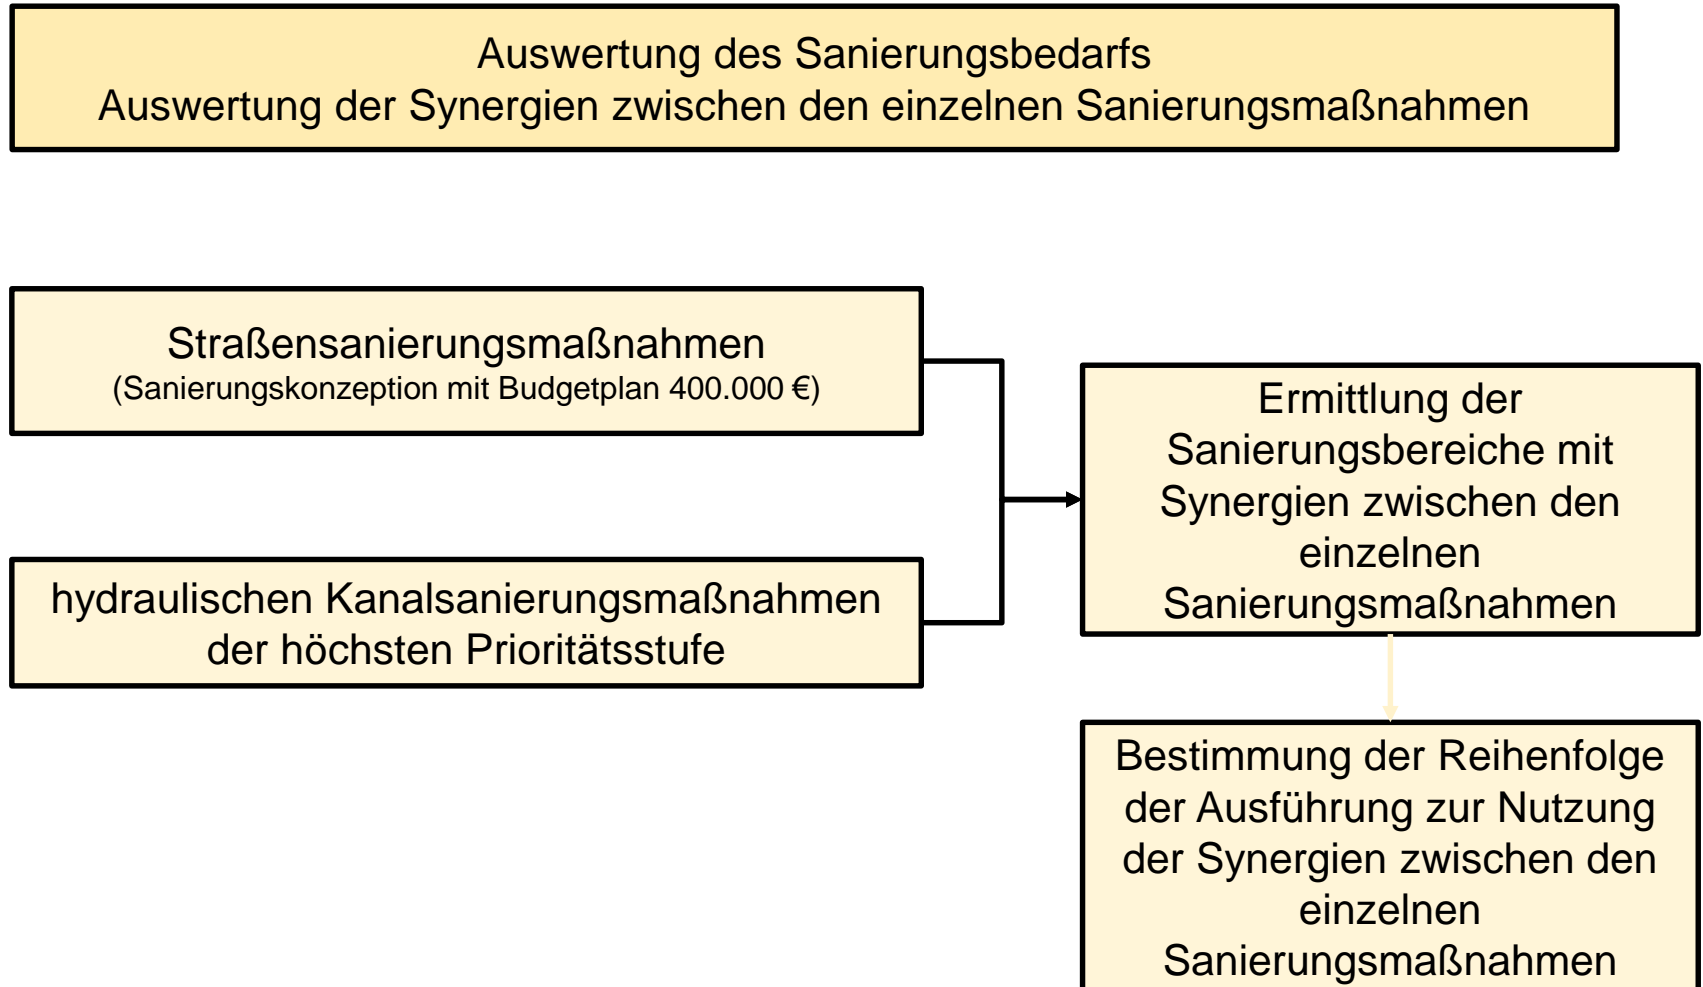 Auswertung des Sanierungsbedarfs
Auswertung der Synergien zwischen den einzelnen Sanierungsmaßnahmen
Straßensanierungsmaßnahmen
(Sanierungskonzeption mit Budgetplan 400.000 €)
hydraulischen Kanalsanierungsmaßnahmen
der höchsten Prioritätsstufe
Ermittlung der
Sanierungsbereiche mit
Synergien zwischen den
einzelnen
Sanierungsmaßnahmen
Bestimmung der Reihenfolge
der Ausführung zur Nutzung
der Synergien zwischen den
einzelnen
Sanierungsmaßnahmen